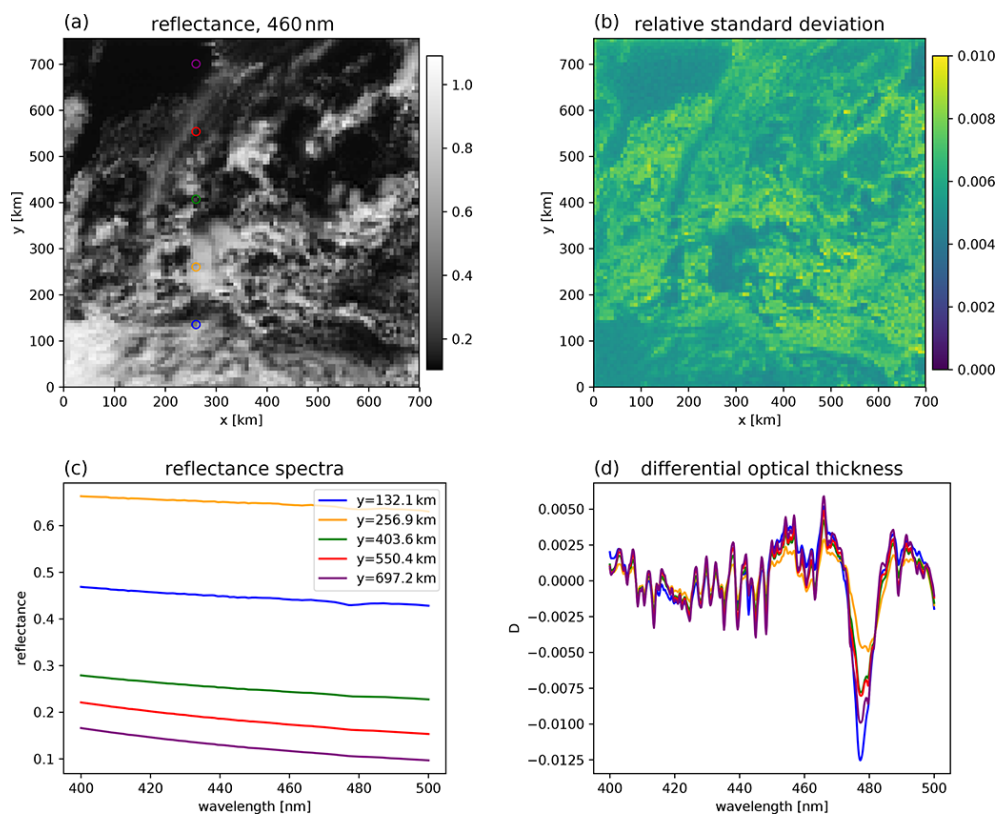 (a) reflectance, 460 nm
700
600
500
400
300
200
100
0
y [km]
0 100 200 300 400 500 600 700
x [km]
1.0
0.8
0.6
0.4
0.2
(b) relative standard deviation
700
600
500
400
300
200
100
0
y [km]
0 100 200 300 400 500 600 700
x [km]
0.010
0.008
0.006
0.004
0.002
0.000
(c) reflectance spectra
0.6
0.5
0.4
0.3
0.2
0.1
reflectance
y=132.1 km
y=256.9 km
y=403.6 km
y=550.4 km
y=697.2 km
400 420 440 460 480 500
wavelength [nm]
(d) differential optical thickness
0.0050
0.0025
0.0000
−0.0025
−0.0050
−0.0075
−0.0100
−0.0125
D
400 420 440 460 480 500
wavelength [nm]